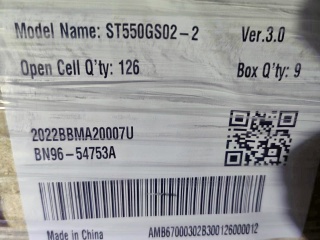 Model Name: ST550GS02-2 Ver.3.0
Open Cell Q'ty: 126 Box Q'ty: 9
2022BBMA20007U
BN96-54753A
Made in China AMB67000302B300126000012